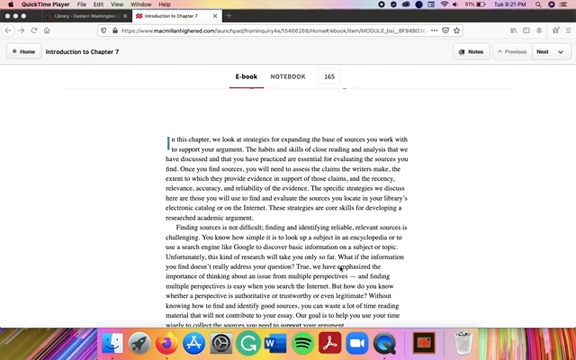 QuickTime Player File Edit View Window Help 51% Tue 9:21 PM
Library - Eastern Washington Introduction to Chapter 7
Home Introduction to Chapter 7 Notes Previous Next
E-book NOTEBOOK 165
In this chapter, we look at strategies for expanding the base of sources you work with
to support your argument. The habits and skills of close reading and analysis that we
have discussed and that you have practiced are essential for evaluating the sources you
find. Once you find sources, you will need to assess the claims the writers make, the
extent to which they provide evidence in support of those claims, and the recency,
relevance, accuracy, and reliability of the evidence. The specific strategies we discuss
here are those you will use to find and evaluate the sources you locate in your library's
electronic catalog or on the Internet. These strategies are core skills for developing a
researched academic argument.
Finding sources is not difficult; finding and identifying reliable, relevant sources is
challenging. You know how simple it is to look up a subject in an encyclopedia or to
use a search engine like Google to discover basic information on a subject or topic.
Unfortunately, this kind of research will take you only so far. What if the information
you find doesn't really address your question? True, we have emphasized the
importance of thinking about an issue from multiple perspectives — and finding
multiple perspectives is easy when you search the Internet. But how do you know
whether a perspective is authoritative or trustworthy or even legitimate? Without
knowing how to find and identify good sources, you can waste a lot of time reading
material that will not contribute to your essay. Our goal is to help you use your time
wisely to collect the sources you need to support your argument.